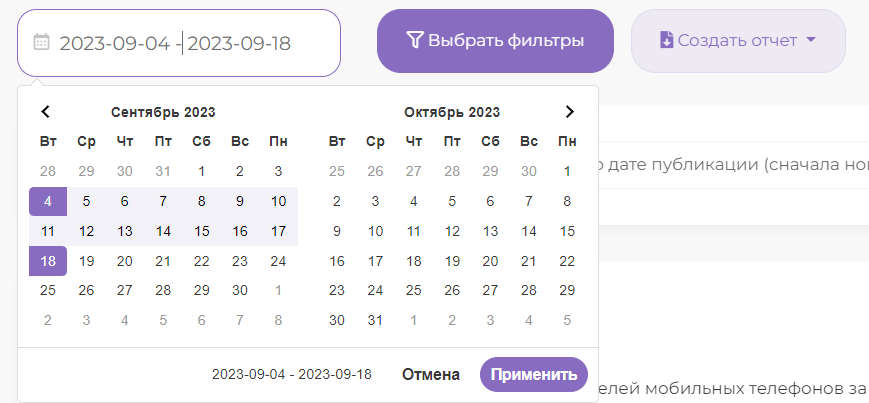 2023-09-04 - 2023-09-18
Выбрать фильтры
Создать отчет
Сентябрь 2023
Вт Ср Чт Пт Сб Вс Пн
28 29 30 31 1 2 3
4 5 6 7 8 9 10
11 12 13 14 15 16 17
18 19 20 21 22 23 24
25 26 27 28 29 30 1
2 3 4 5 6 7 8
Октябрь 2023
Вт Ср Чт Пт Сб Вс Пн
25 26 27 28 29 30 1
2 3 4 5 6 7 8
9 10 11 12 13 14 15
16 17 18 19 20 21 22
23 24 25 26 27 28 29
30 31 1 2 3 4 5
о дате публикации (сначала но
2023-09-04 - 2023-09-18
Отмена
Применить
елей мобильных телефонов за